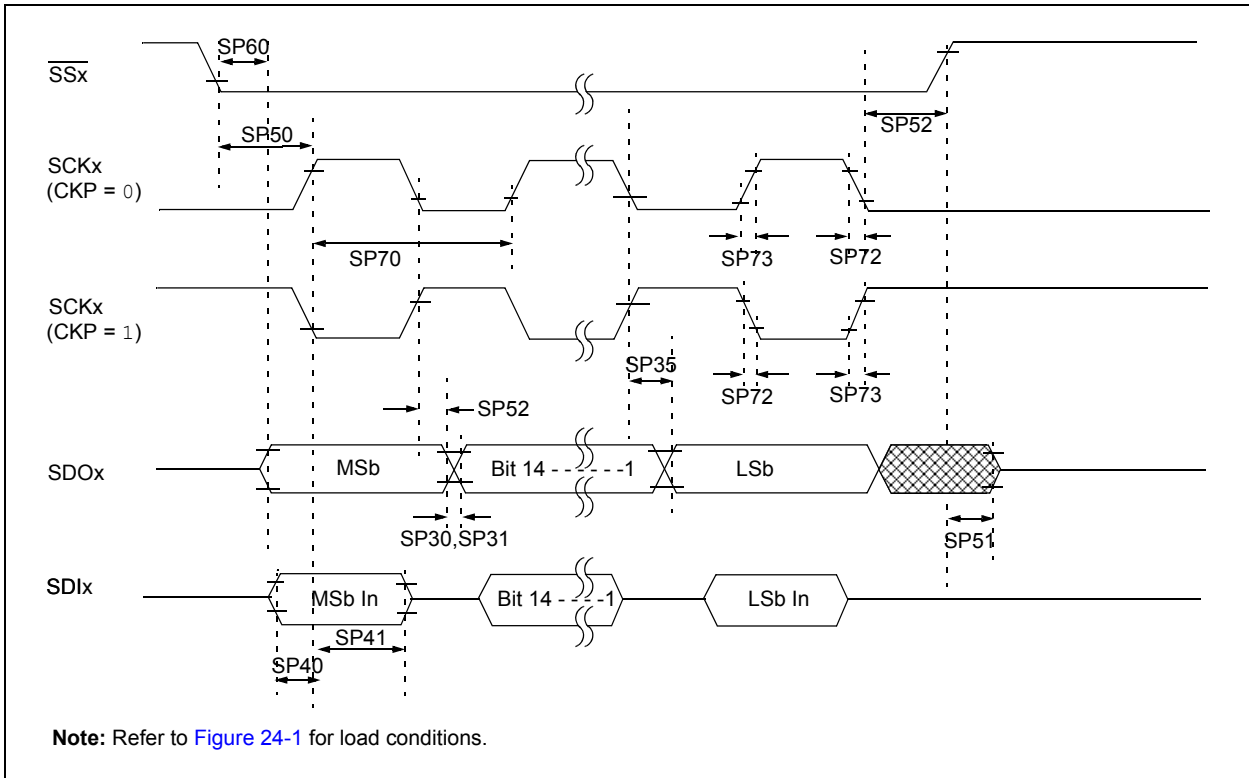 SP60
SSx
SP52
SP50
SCKx
(CKP = 0)
SP70
SP73
SP72
SCKx
(CKP = 1)
SP35
SP72
SP73
SP52
SDOx
MSb
Bit 14 - - - - - -1
LSb
SP30,SP31
SP51
SDIx
MSb In
Bit 14 - - - -1
LSb In
SP41
SP40
Note: Refer to Figure 24-1 for load conditions.